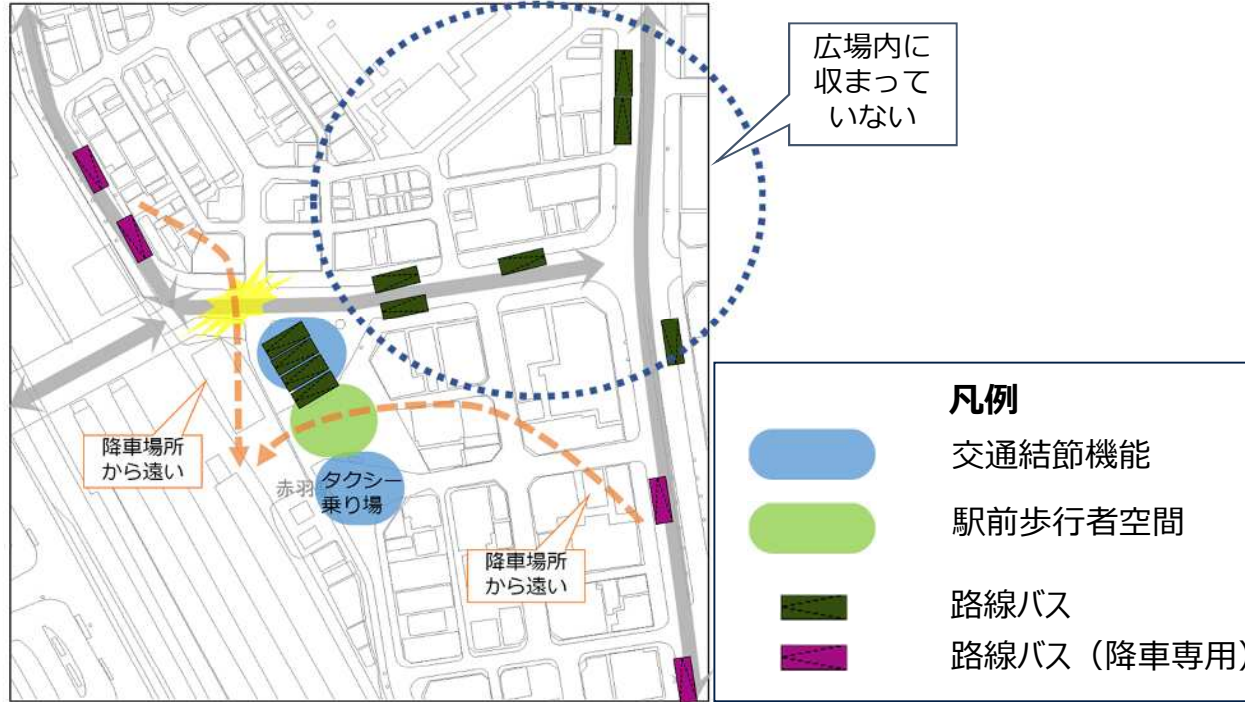 広場内に
収まって
いない
降車場所
から遠い
赤羽
タクシー
乗り場
降車場所
から遠い
凡例
交通結節機能
駅前歩行者空間
路線バス
路線バス（降車専用）